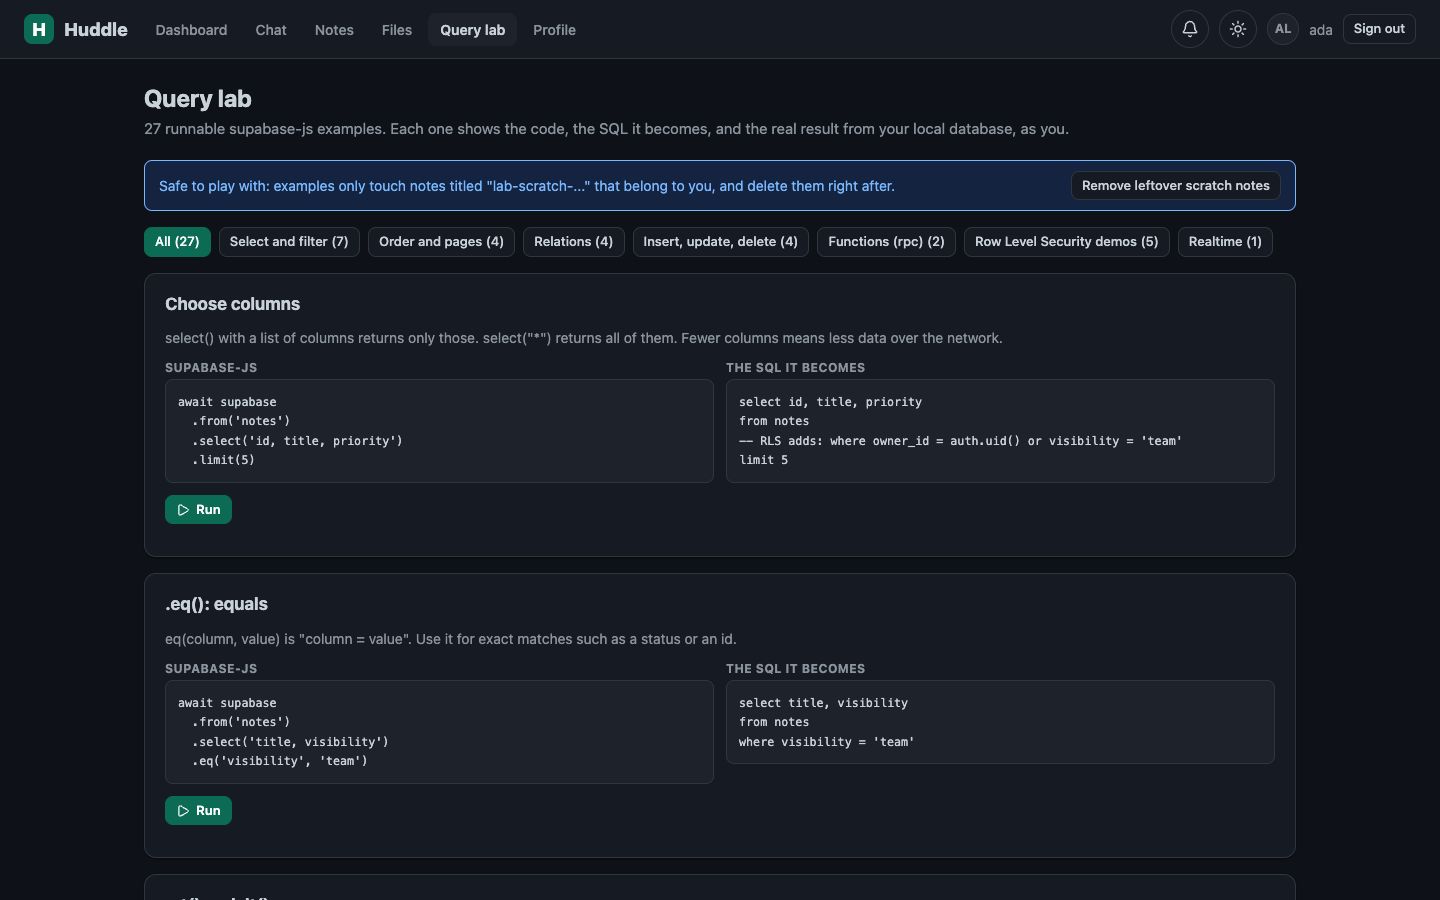 H Huddle Dashboard Chat Notes Files Query lab Profile AL ada Sign out
Query lab
27 runnable supabase-js examples. Each one shows the code, the SQL it becomes, and the real result from your local database, as you.
Safe to play with: examples only touch notes titled "lab-scratch-..." that belong to you, and delete them right after.
Remove leftover scratch notes
All (27) Select and filter (7) Order and pages (4) Relations (4) Insert, update, delete (4) Functions (rpc) (2) Row Level Security demos (5) Realtime (1)
Choose columns
select() with a list of columns returns only those. select("*") returns all of them. Fewer columns means less data over the network.
SUPABASE-JS
await supabase
.from('notes')
.select('id, title, priority')
.limit(5)
THE SQL IT BECOMES
select id, title, priority
from notes
-- RLS adds: where owner_id = auth.uid() or visibility = 'team'
limit 5
Run
.eq(): equals
eq(column, value) is "column = value". Use it for exact matches such as a status or an id.
SUPABASE-JS
await supabase
.from('notes')
.select('title, visibility')
.eq('visibility', 'team')
THE SQL IT BECOMES
select title, visibility
from notes
where visibility = 'team'
Run